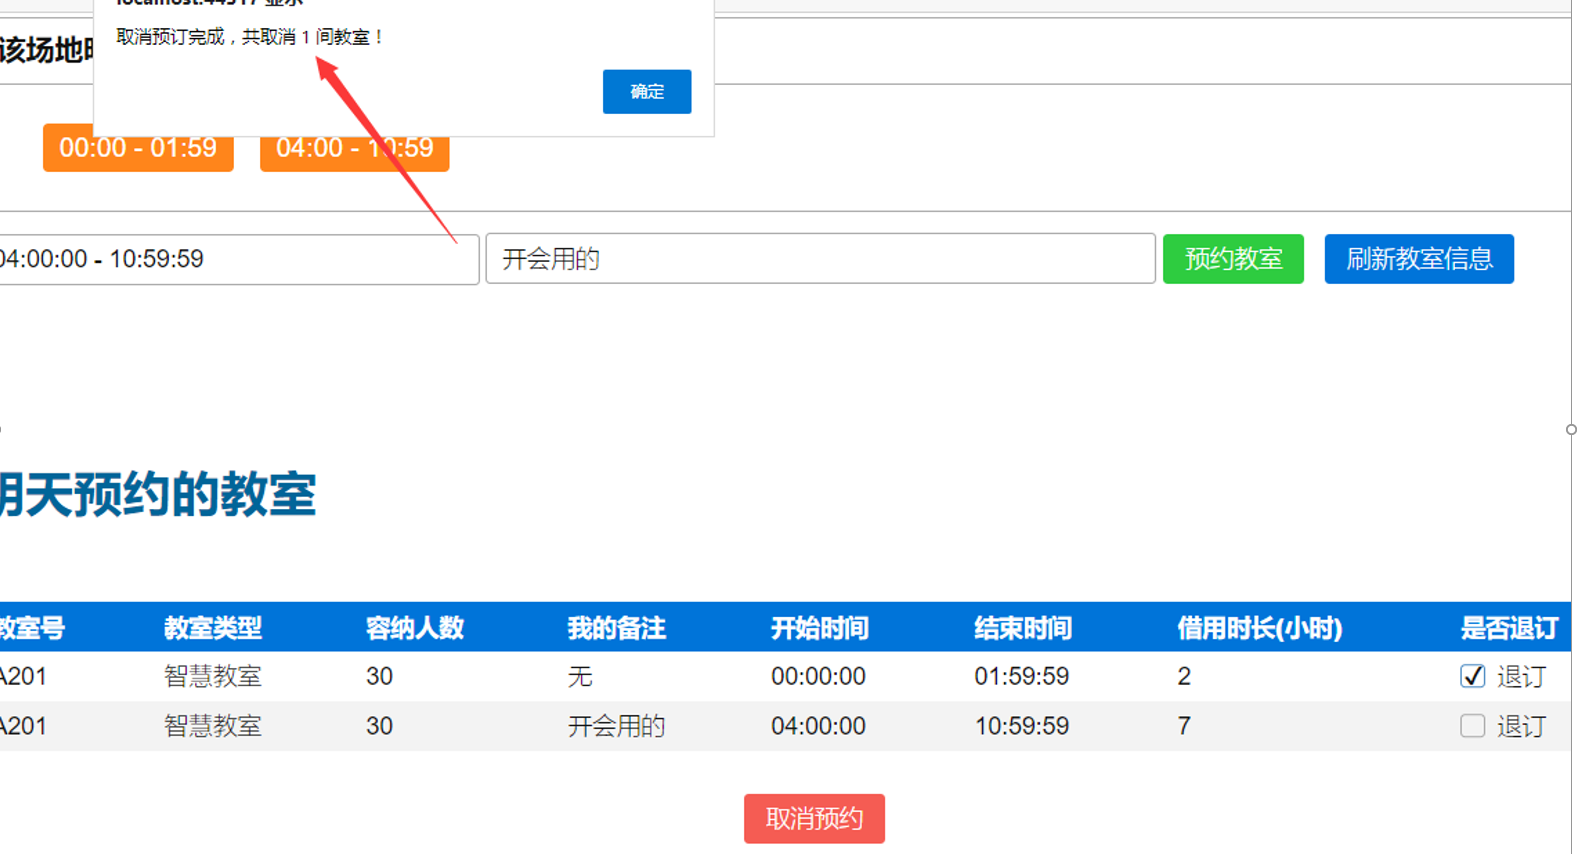 取消预订完成，共取消 1 间教室！
确定
该场地
00:00 - 01:59
04:00 - 10:59
04:00:00 - 10:59:59
开会用的
预约教室
刷新教室信息
明天预约的教室
教室号 教室类型 容纳人数 我的备注 开始时间 结束时间 借用时长(小时) 是否退订
A201 智慧教室 30 无 00:00:00 01:59:59 2 退订
A201 智慧教室 30 开会用的 04:00:00 10:59:59 7 退订
取消预约